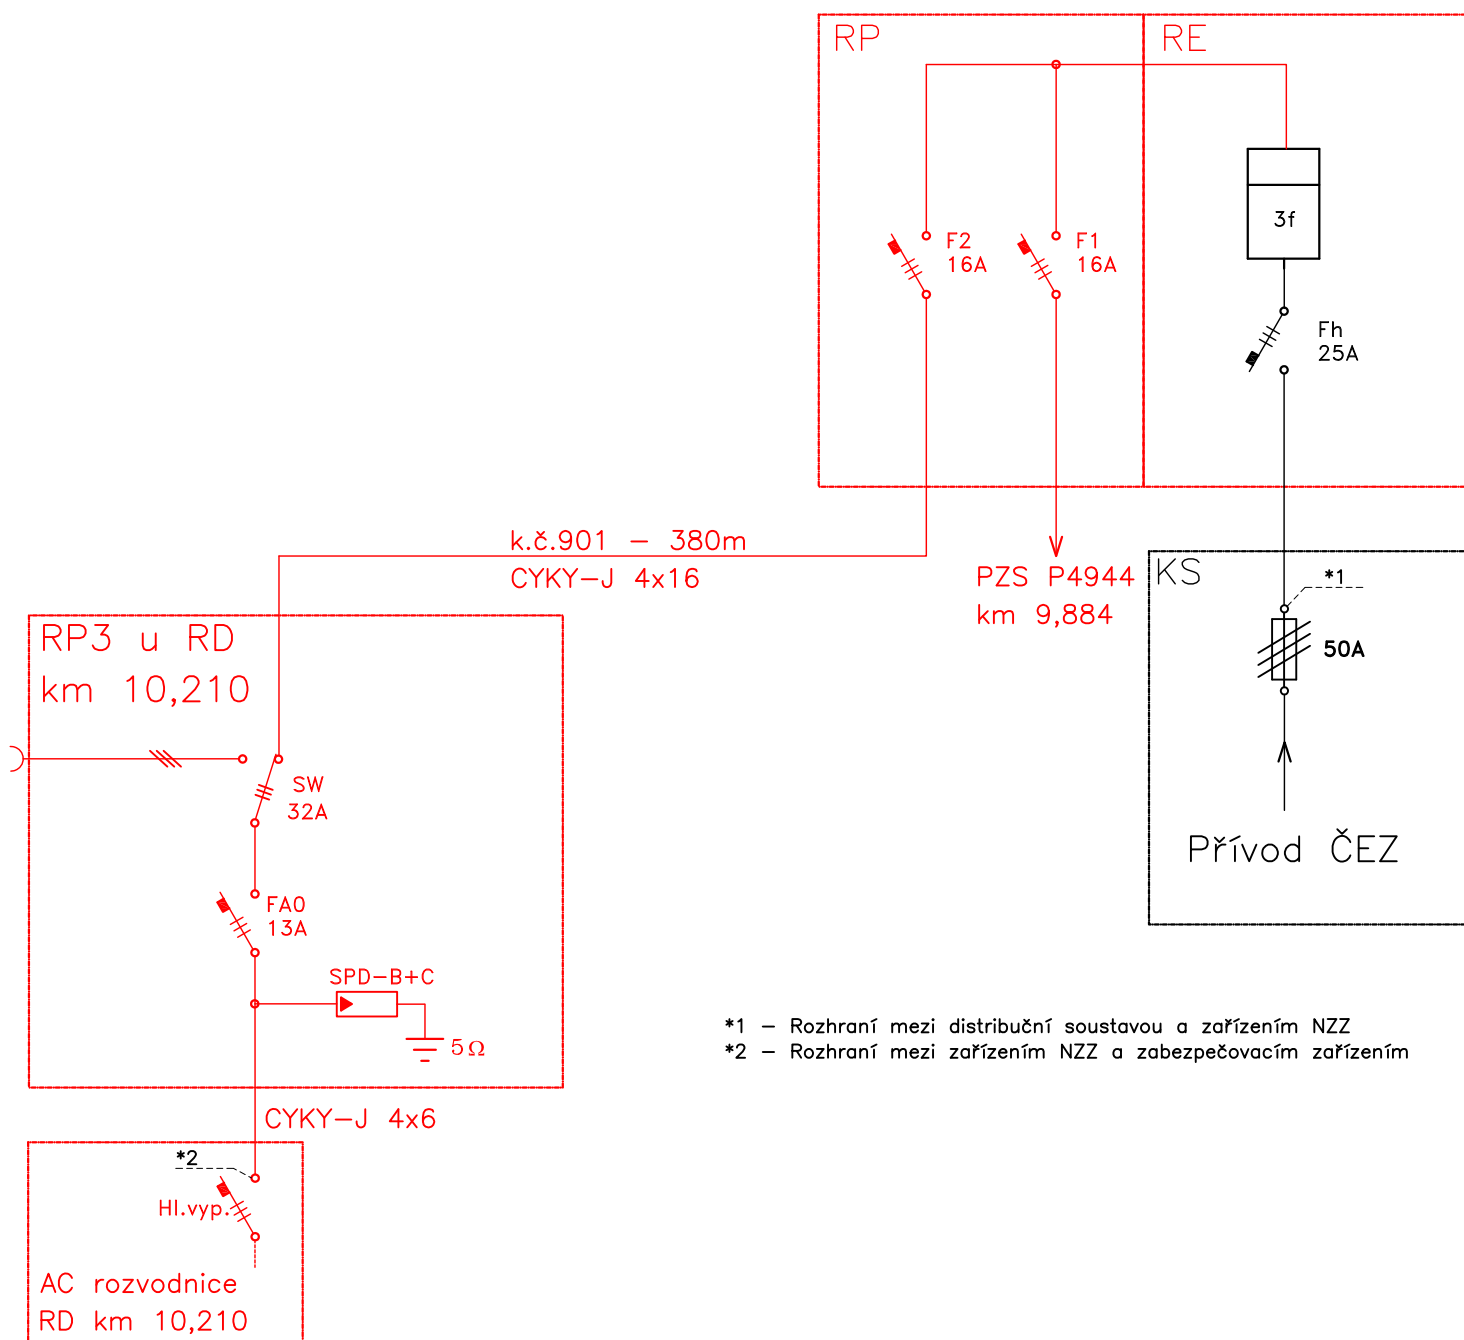 RP
RE
3f
F2
16A
F1
16A
Fh
25A
k.č.901 – 380m
CYKY–J 4x16
PZS P4944
km 9,884
KS
*1
50A
Přívod ČEZ
RP3 u RD
km 10,210
SW
32A
FA0
13A
SPD–B+C
5Ω
*1 – Rozhraní mezi distribuční soustavou a zařízením NZZ
*2 – Rozhraní mezi zařízením NZZ a zabezpečovacím zařízením
CYKY–J 4x6
*2
Hl.vyp.
AC rozvodnice
RD km 10,210